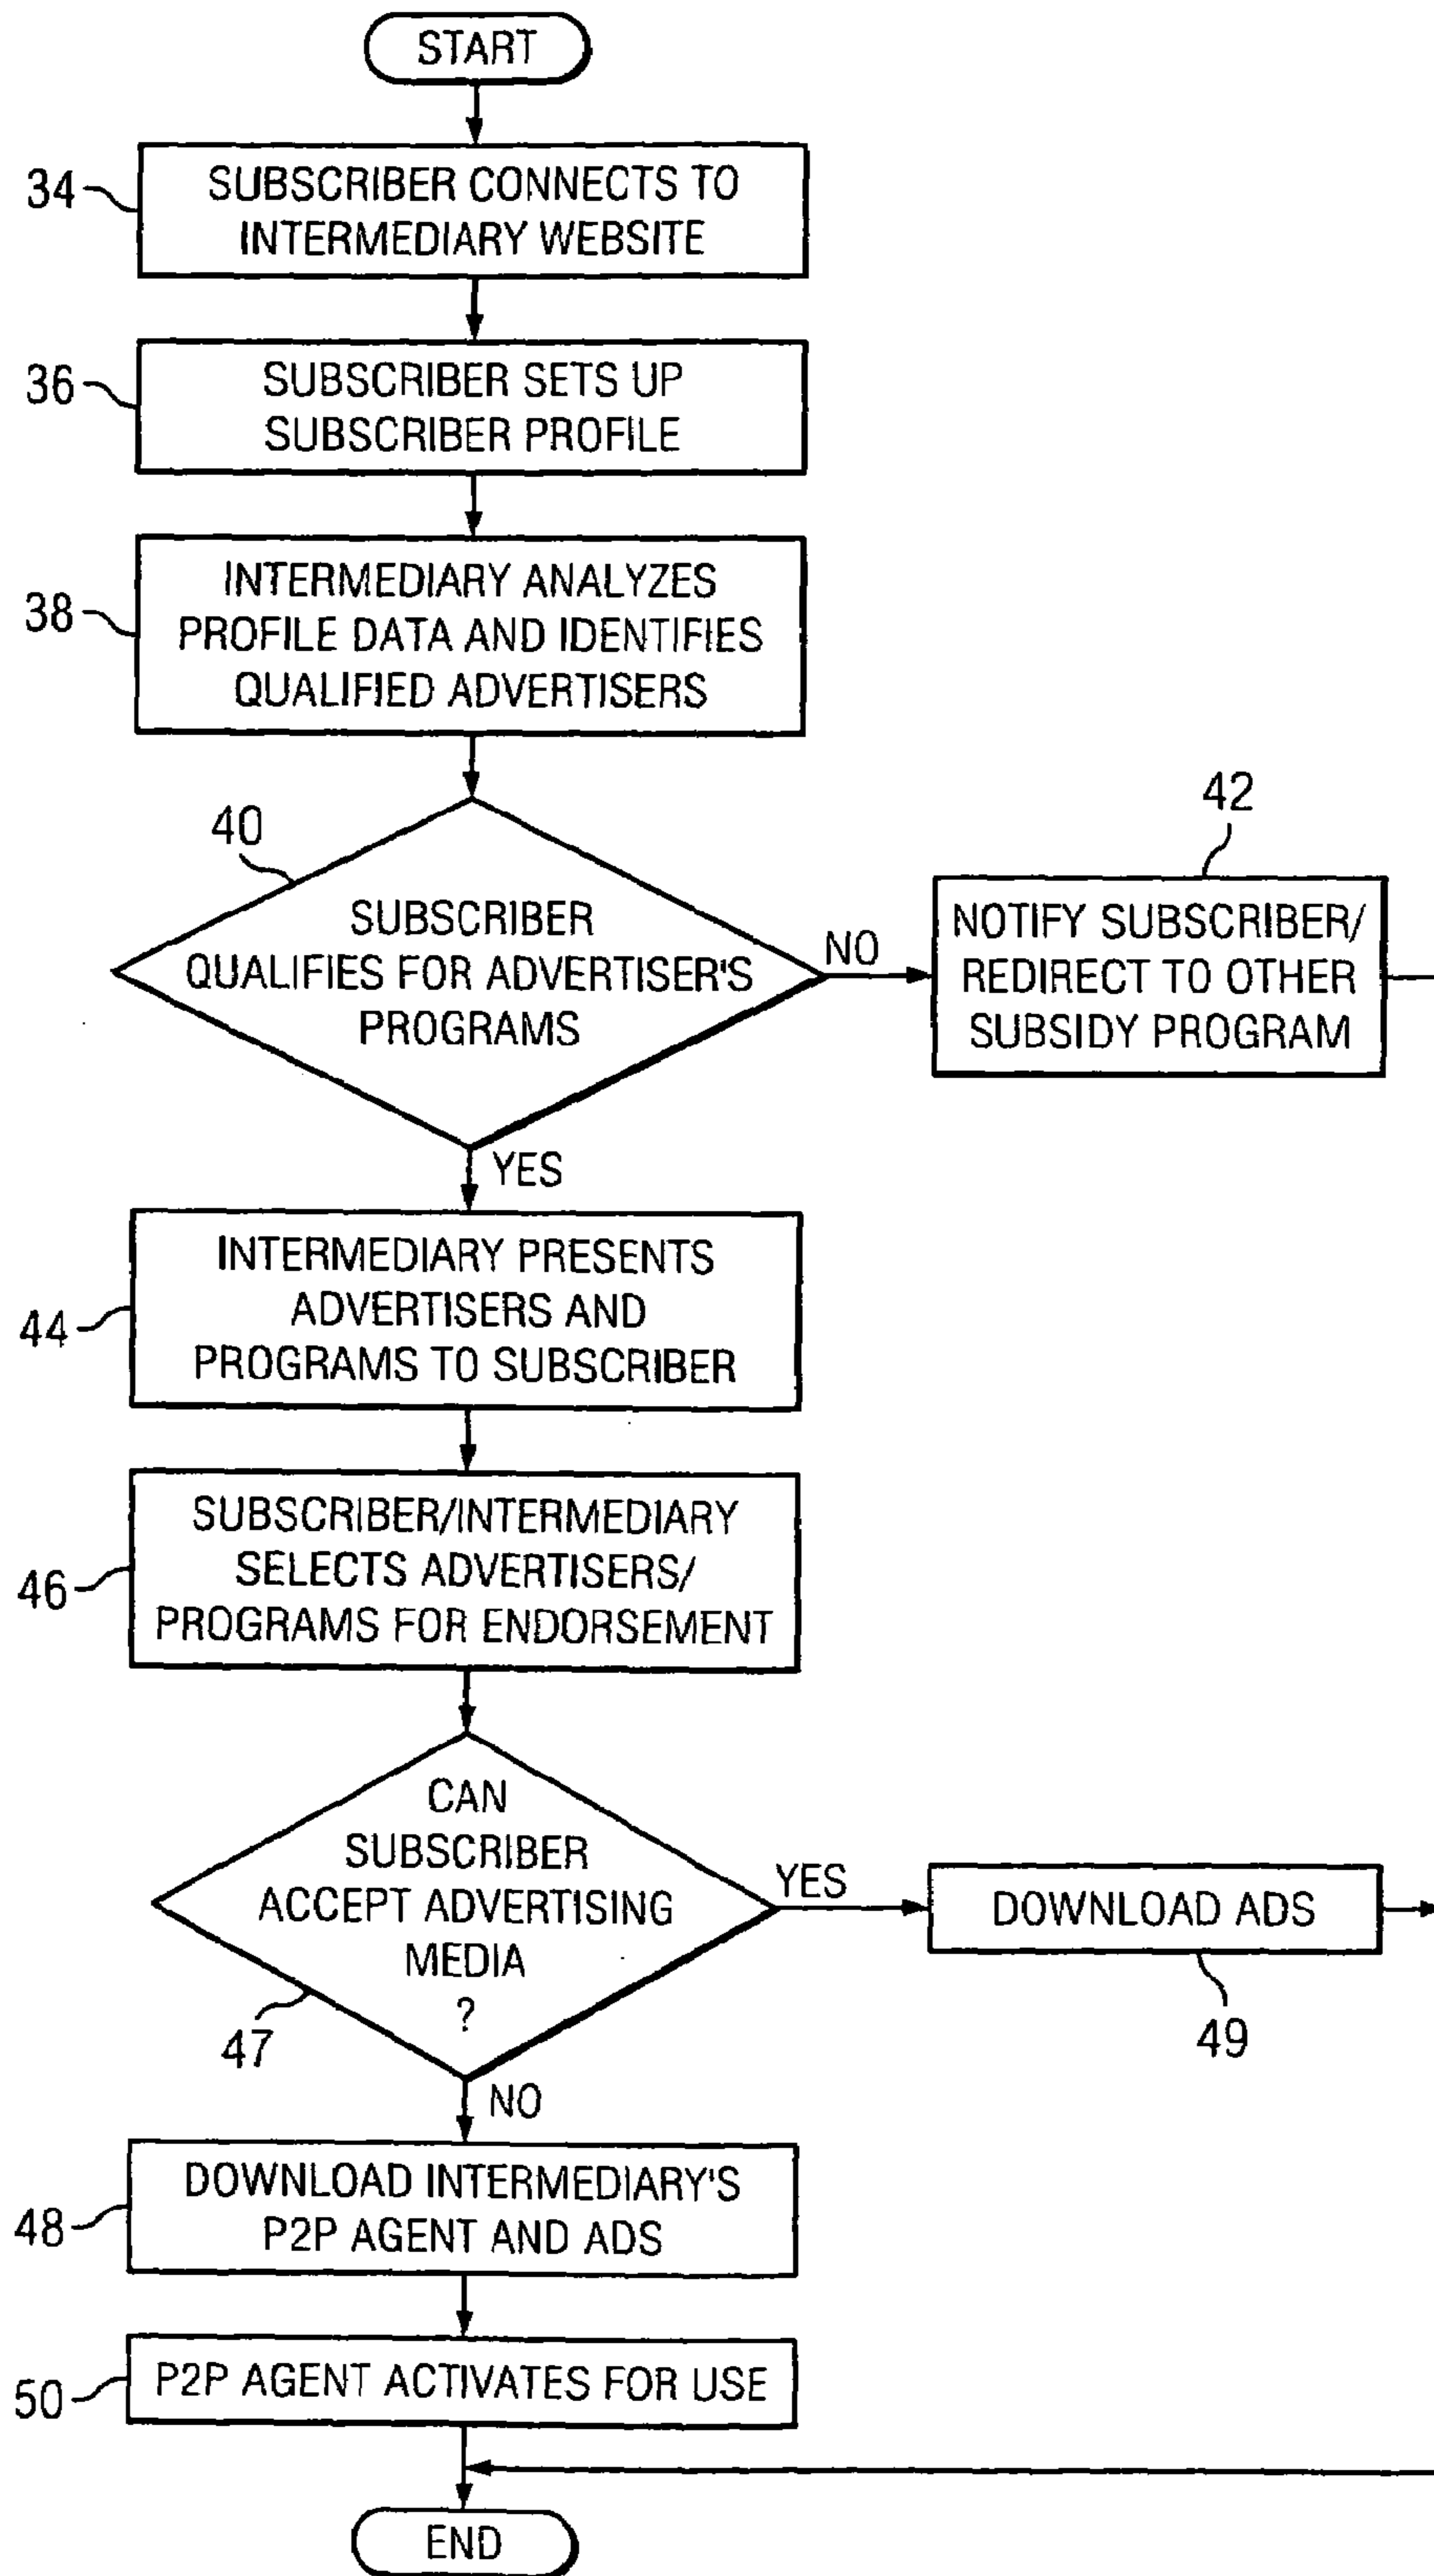 START
34
SUBSCRIBER CONNECTS TO
INTERMEDIARY WEBSITE
36
SUBSCRIBER SETS UP
SUBSCRIBER PROFILE
38
INTERMEDIARY ANALYZES
PROFILE DATA AND IDENTIFIES
QUALIFIED ADVERTISERS
40
SUBSCRIBER
QUALIFIES FOR ADVERTISER'S
PROGRAMS
NO
42
NOTIFY SUBSCRIBER/
REDIRECT TO OTHER
SUBSIDY PROGRAM
YES
44
INTERMEDIARY PRESENTS
ADVERTISERS AND
PROGRAMS TO SUBSCRIBER
46
SUBSCRIBER/INTERMEDIARY
SELECTS ADVERTISERS/
PROGRAMS FOR ENDORSEMENT
CAN
SUBSCRIBER
ACCEPT ADVERTISING
MEDIA
?
47
YES
DOWNLOAD ADS
49
NO
48
DOWNLOAD INTERMEDIARY'S
P2P AGENT AND ADS
50
P2P AGENT ACTIVATES FOR USE
END